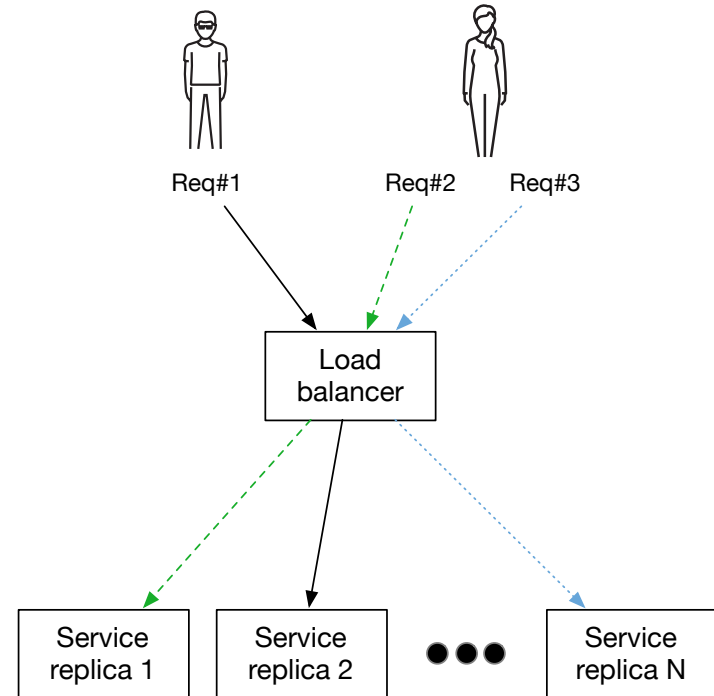 Req#1
Req#2
Req#3
Load
balancer
Service
replica 1
Service
replica 2
Service
replica N